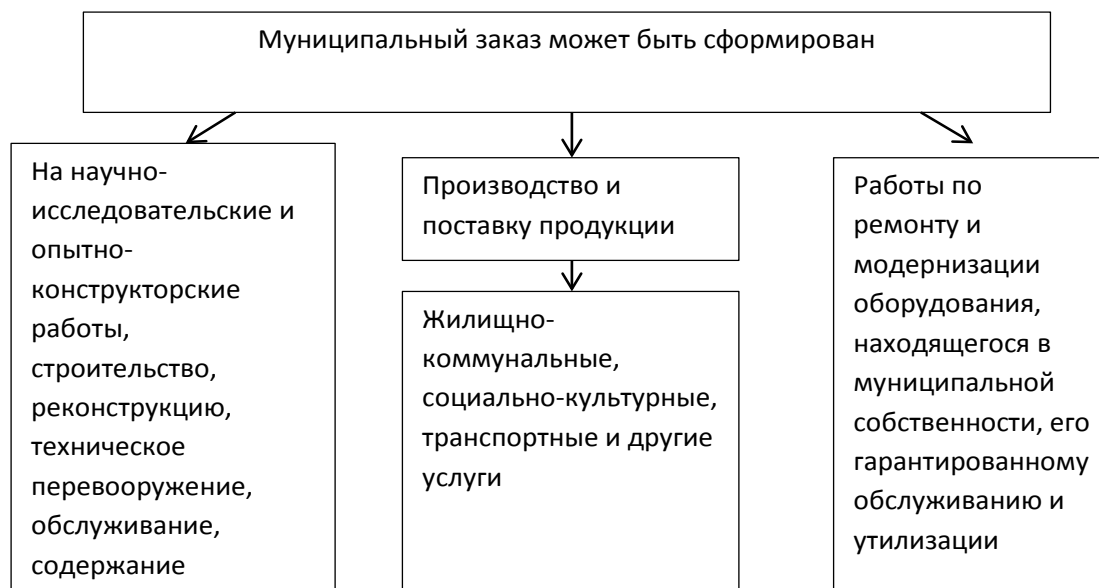 Муниципальный заказ может быть сформирован
На научно-
исследовательские и
опытно-
конструкторские
работы,
строительство,
реконструкцию,
техническое
перевооружение,
обслуживание,
содержание
Производство и
поставку продукции
Жилищно-
коммунальные,
социально-культурные,
транспортные и другие
услуги
Работы по
ремонту и
модернизации
оборудования,
находящегося в
муниципальной
собственности, его
гарантированному
обслуживанию и
утилизации